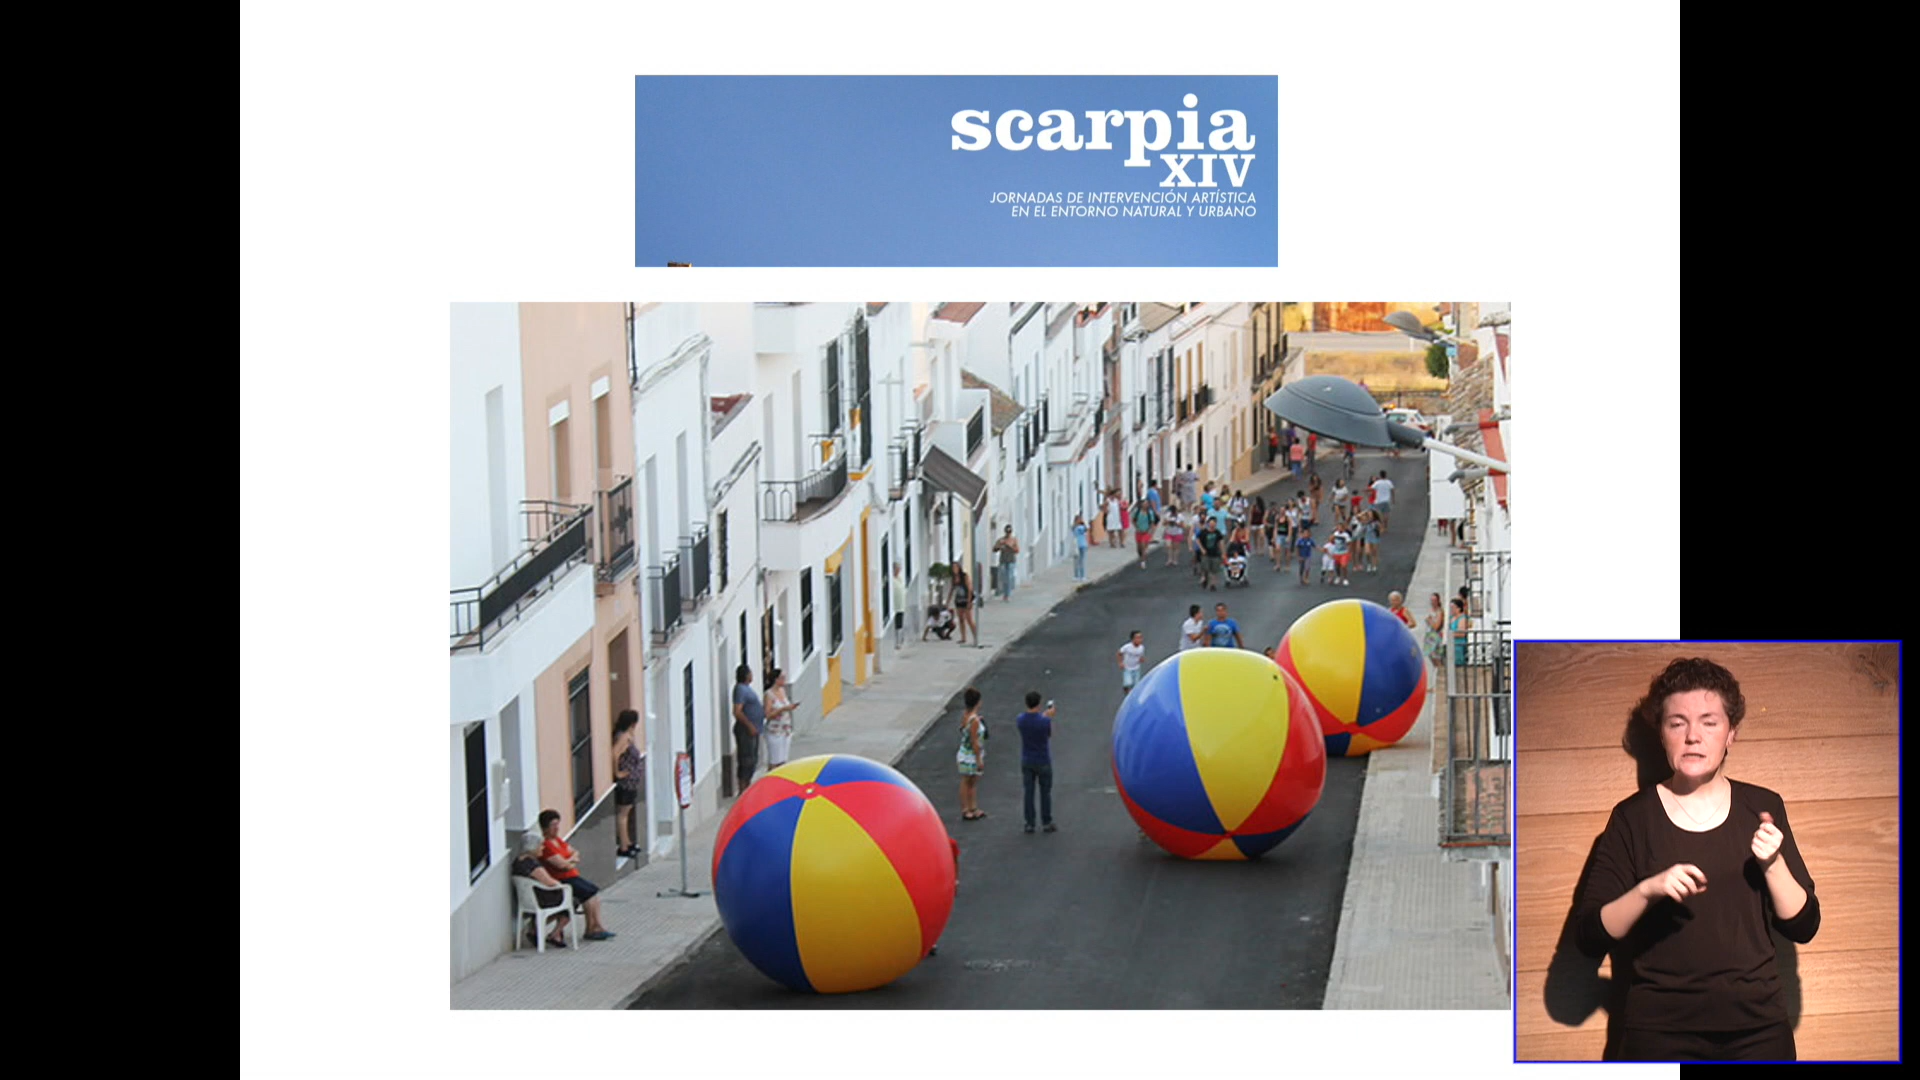 scarpia
XIV
JORNADAS DE INTERVENCIÓN ARTÍSTICA
EN EL ENTORNO NATURAL Y URBANO